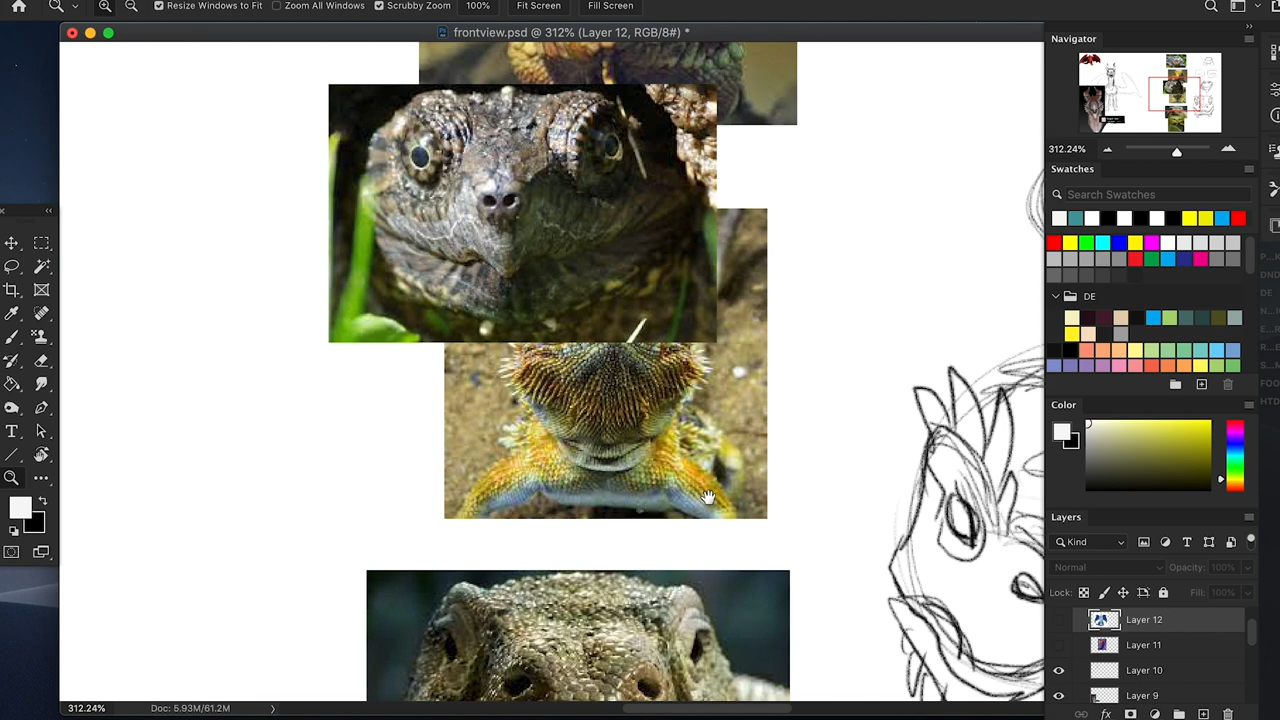 Resize Windows to Fit Zoom All Windows Scrubby Zoom 100% Fit Screen Fill Screen
frontview.psd @ 312% (Layer 12, RGB/8#) *
Navigator
312.24%
Swatches
Search Swatches
DE
Color
Layers
Kind
Normal Opacity: 100%
Lock: Fill: 100%
Layer 12
Layer 11
Layer 10
Layer 9
312.24% Doc: 5.93M/61.2M